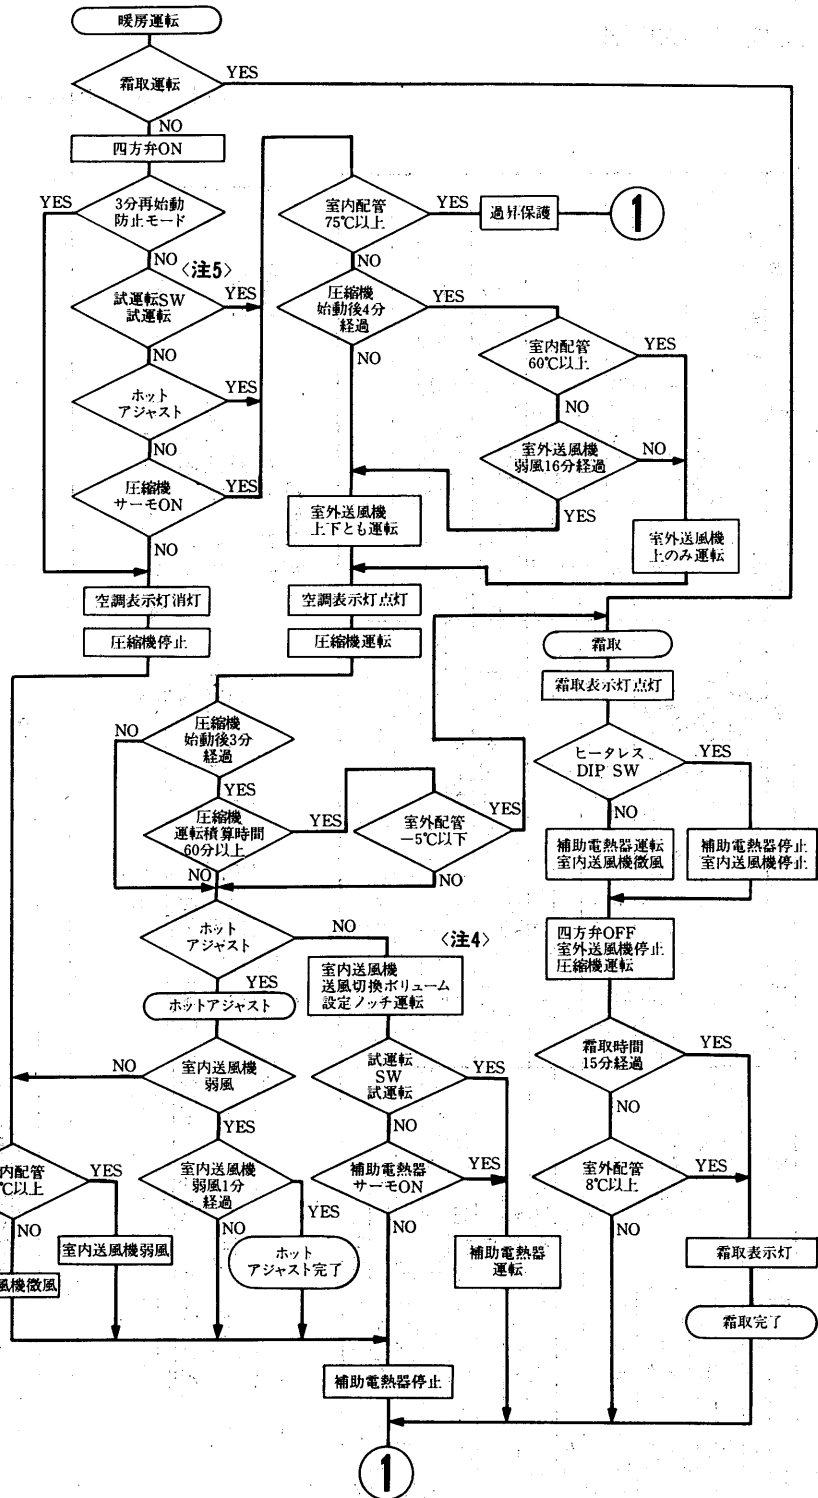 暖房運転
霜取運転
YES
NO
四方弁ON
YES
3分再始動
防止モード
NO
〈注5〉
試運転SW
試運転
YES
NO
ホット
アジャスト
YES
NO
圧縮機
サーモON
YES
NO
空調表示灯消灯
圧縮機停止
室内配管
75℃以上
YES
過昇保護
1
NO
圧縮機
始動後4分
経過
YES
NO
室内配管
60℃以上
YES
NO
室外送風機
弱風16分経過
NO
YES
室外送風機
上下とも運転
室外送風機
上のみ運転
空調表示灯点灯
圧縮機運転
圧縮機
始動後3分
経過
NO
YES
圧縮機
運転積算時間
60分以上
YES
NO
室外配管
－5℃以下
YES
NO
ホット
アジャスト
NO
YES
〈注4〉
ホットアジャスト
室内送風機
送風切換ボリューム
設定ノッチ運転
室内送風機
弱風
NO
YES
試運転
SW
試運転
YES
NO
内配管
℃以上
YES
NO
室内送風機弱風
風機微風
室内送風機
弱風1分
経過
YES
NO
ホット
アジャスト完了
補助電熱器
サーモON
YES
NO
補助電熱器
運転
補助電熱器停止
1
霜取
霜取表示灯点灯
ヒータレス
DIP SW
YES
NO
補助電熱器運転
室内送風機微風
補助電熱器停止
室内送風機停止
四方弁OFF
室外送風機停止
圧縮機運転
霜取時間
15分経過
YES
NO
室外配管
8℃以上
YES
NO
霜取表示灯
霜取完了